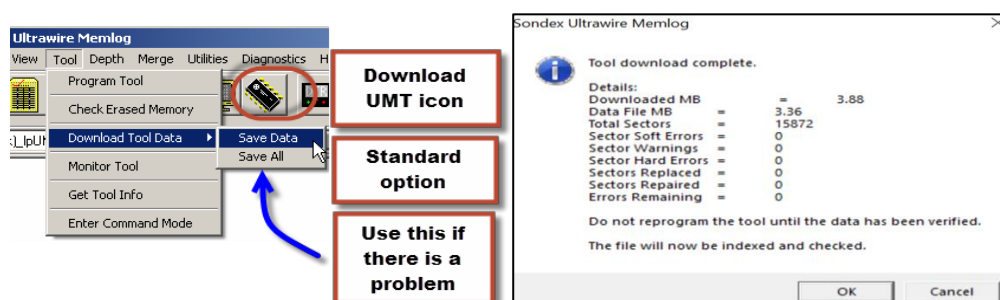 Ultrawire Memlog
View Tool Depth Merge Utilities Diagnostics H
Program Tool
Check Erased Memory
Download Tool Data
Save Data
Save All
Monitor Tool
Get Tool Info
Enter Command Mode
Download
UMT icon
Standard
option
Use this if
there is a
problem
Sondex Ultrawire Memlog
Tool download complete.
Details:
Downloaded MB = 3.88
Data File MB = 3.36
Total Sectors = 15872
Sector Soft Errors = 0
Sector Warnings = 0
Sector Hard Errors = 0
Sectors Replaced = 0
Sectors Repaired = 0
Errors Remaining = 0
Do not reprogram the tool until the data has been verified.
The file will now be indexed and checked.
OK Cancel